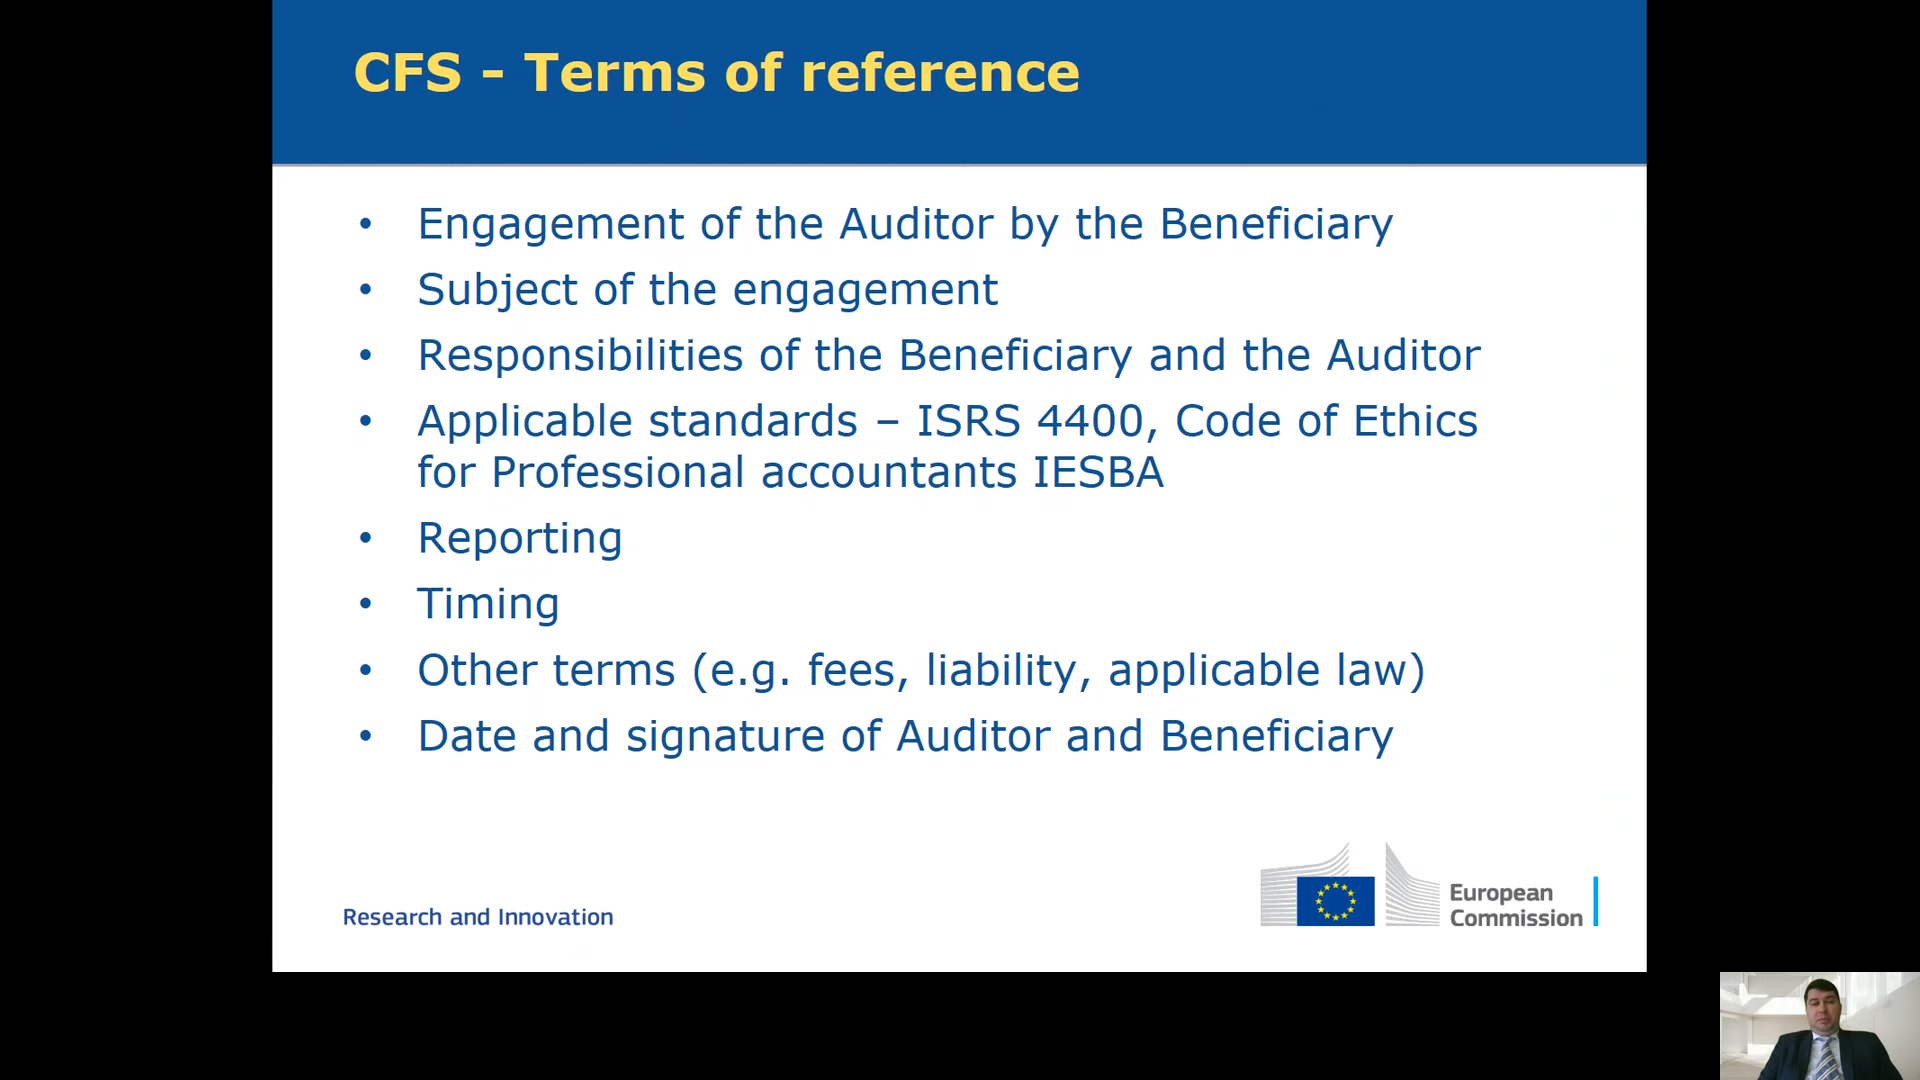 CFS - Terms of reference
• Engagement of the Auditor by the Beneficiary
• Subject of the engagement
• Responsibilities of the Beneficiary and the Auditor
• Applicable standards – ISRS 4400, Code of Ethics
for Professional accountants IESBA
• Reporting
• Timing
• Other terms (e.g. fees, liability, applicable law)
• Date and signature of Auditor and Beneficiary
Research and Innovation
European
Commission